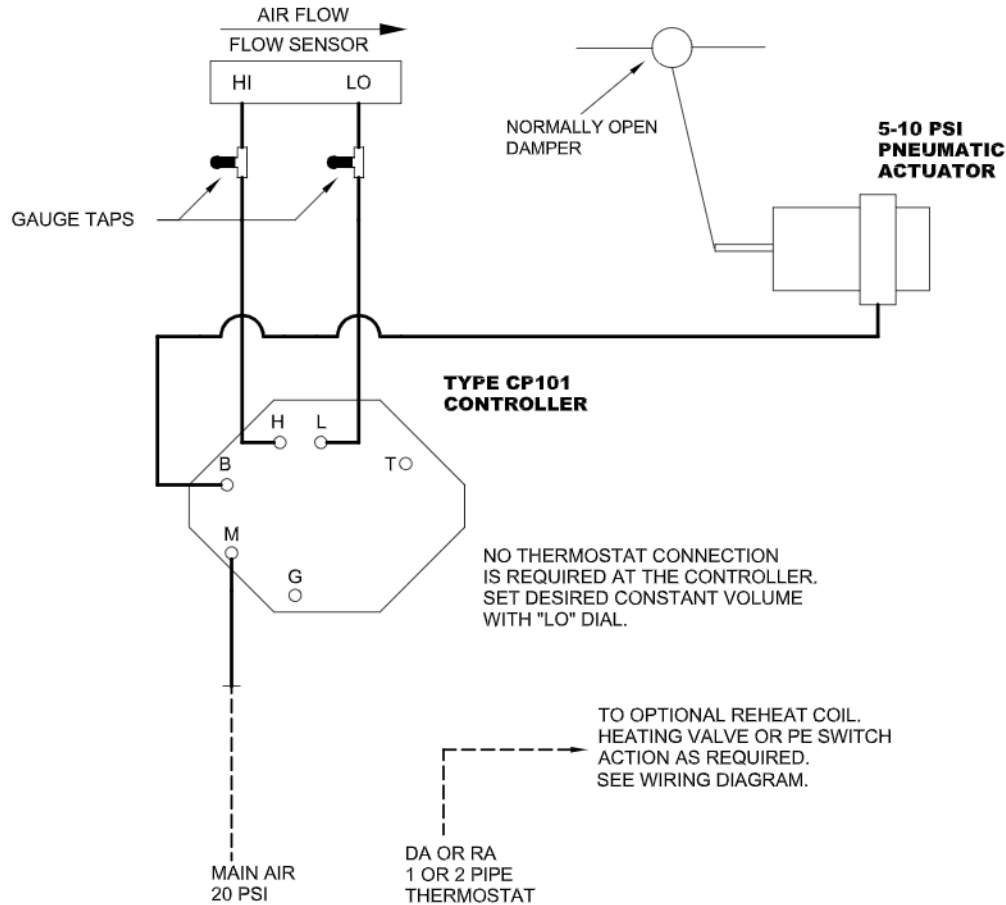 AIR FLOW
FLOW SENSOR
HI
LO
NORMALLY OPEN
DAMPER
5-10 PSI
PNEUMATIC
ACTUATOR
GAUGE TAPS
TYPE CP101
CONTROLLER
H
L
B
T
M
G
NO THERMOSTAT CONNECTION
IS REQUIRED AT THE CONTROLLER.
SET DESIRED CONSTANT VOLUME
WITH "LO" DIAL.
TO OPTIONAL REHEAT COIL.
HEATING VALVE OR PE SWITCH
ACTION AS REQUIRED.
SEE WIRING DIAGRAM.
MAIN AIR
20 PSI
DA OR RA
1 OR 2 PIPE
THERMOSTAT